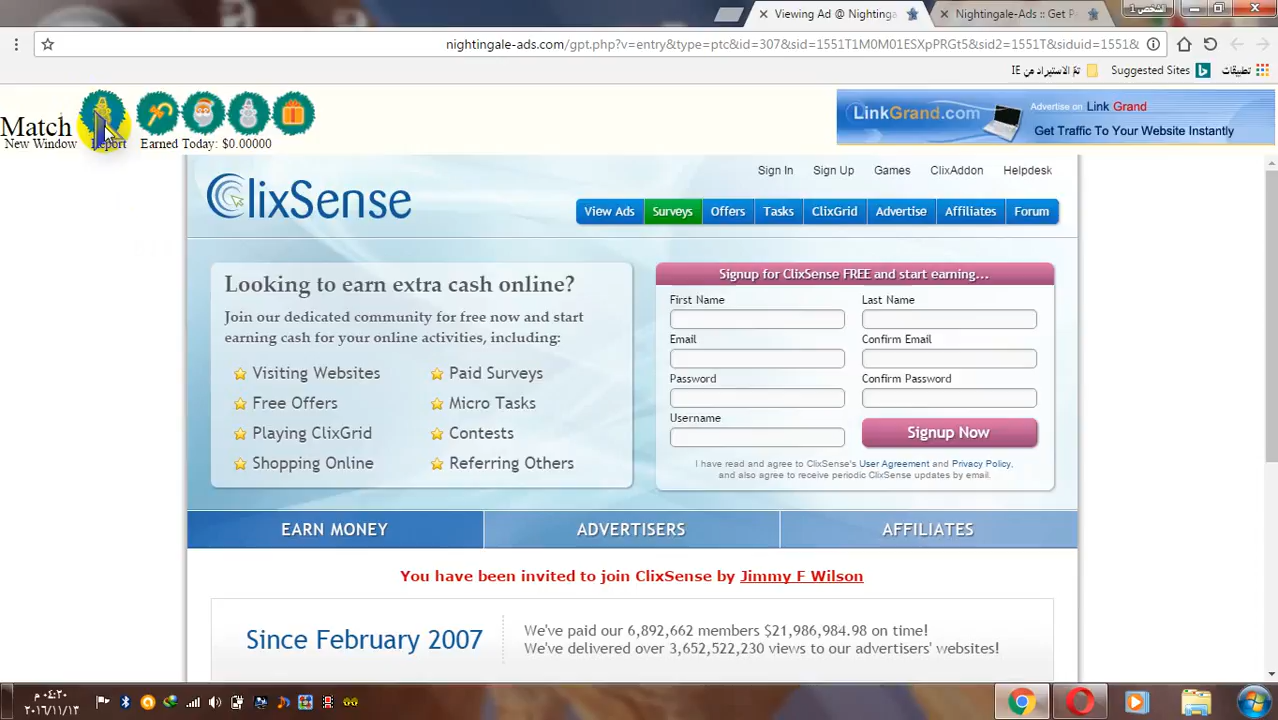 الشخص 1
Viewing Ad @ Nighting
Nightingale-Ads :: Get P
nightingale-ads.com/gpt.php?v=entry&type=ptc&id=307&sid=1551T1M0M01ESXpPRGt5&sid2=1551T&siduid=1551&
تطبيقات
Suggested Sites
تمّ الاستيراد من IE
Match
New Window
Report
Earned Today: $0.00000
LinkGrand.com
Advertise on Link Grand
Get Traffic To Your Website Instantly
Sign In
Sign Up
Games
ClixAddon
Helpdesk
ClixSense
View Ads
Surveys
Offers
Tasks
ClixGrid
Advertise
Affiliates
Forum
Looking to earn extra cash online?
Join our dedicated community for free now and start
earning cash for your online activities, including:
Visiting Websites
Paid Surveys
Free Offers
Micro Tasks
Playing ClixGrid
Contests
Shopping Online
Referring Others
Signup for ClixSense FREE and start earning...
First Name
Last Name
Email
Confirm Email
Password
Confirm Password
Username
Signup Now
I have read and agree to ClixSense's User Agreement and Privacy Policy,
and also agree to receive periodic ClixSense updates by email.
EARN MONEY
ADVERTISERS
AFFILIATES
You have been invited to join ClixSense by Jimmy F Wilson
Since February 2007
We've paid our 6,892,662 members $21,986,984.98 on time!
We've delivered over 3,652,522,230 views to our advertisers' websites!
٠٤:٢٠ م
٢٠١٦/١١/١٣